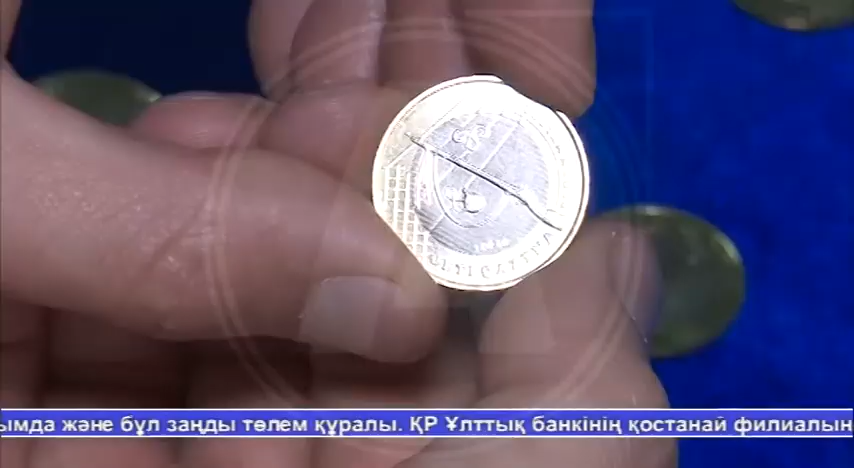 ымда және бұл заңды төлем құралы. ҚР Ұлттық банкінің қостанай филиалын